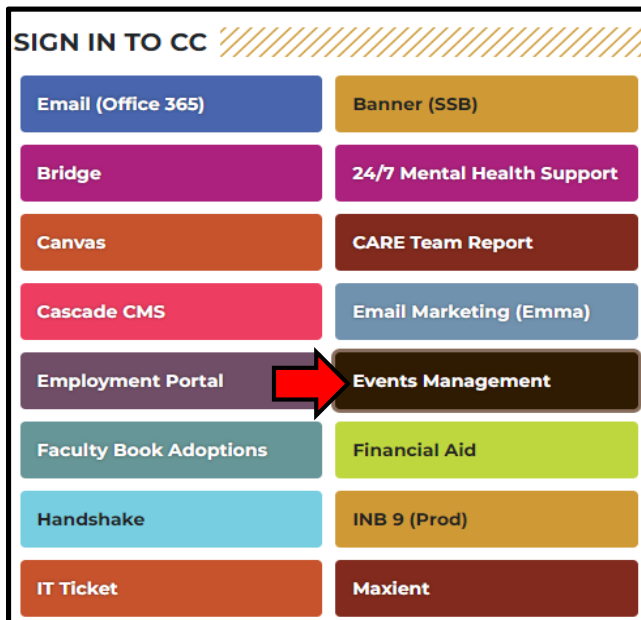 SIGN IN TO CC
Email (Office 365)
Banner (SSB)
Bridge
24/7 Mental Health Support
Canvas
CARE Team Report
Cascade CMS
Email Marketing (Emma)
Employment Portal
Events Management
Faculty Book Adoptions
Financial Aid
Handshake
INB 9 (Prod)
IT Ticket
Maxient